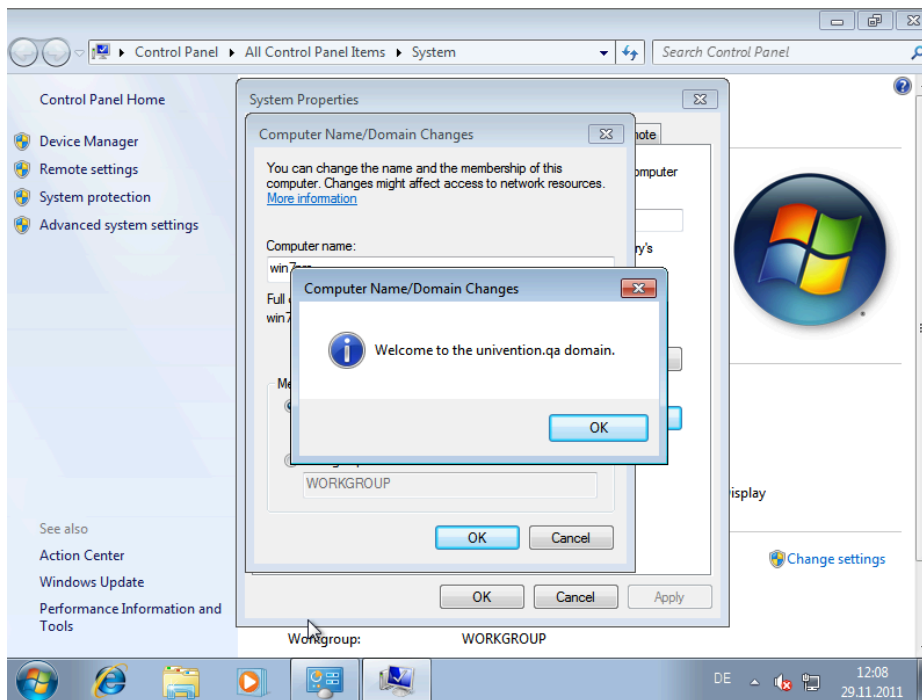 Control Panel All Control Panel Items System
Search Control Panel
Control Panel Home
Device Manager
Remote settings
System protection
Advanced system settings
See also
Action Center
Windows Update
Performance Information and
Tools
System Properties
Computer Name/Domain Changes
You can change the name and the membership of this
computer. Changes might affect access to network resources.
More information
Computer name:
Full
Computer Name/Domain Changes
Welcome to the univention.qa domain.
OK
WORKGROUP
OK Cancel
OK Cancel Apply
Change settings
Workgroup: WORKGROUP
DE
12:08
29.11.2011